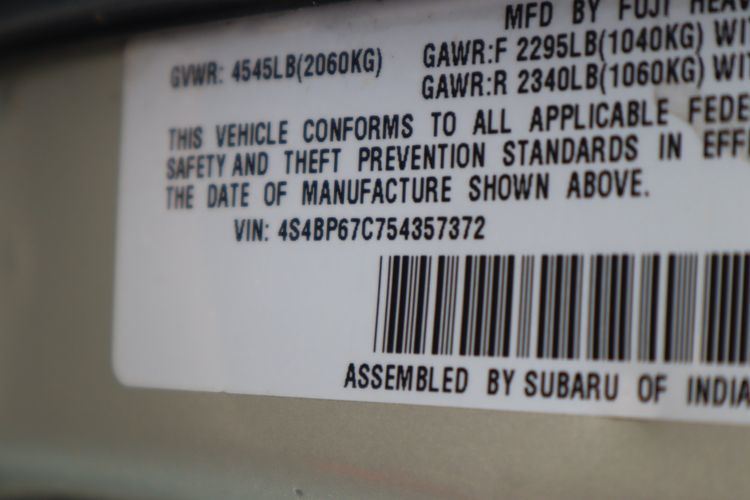 MFD BY FUJI HEAV
GVWR: 4545LB(2060KG) GAWR:F 2295LB(1040KG) WI
GAWR:R 2340LB(1060KG) WIT
THIS VEHICLE CONFORMS TO ALL APPLICABLE FEDE
SAFETY AND THEFT PREVENTION STANDARDS IN EFF
THE DATE OF MANUFACTURE SHOWN ABOVE.
VIN: 4S4BP67C754357372
ASSEMBLED BY SUBARU OF INDIA